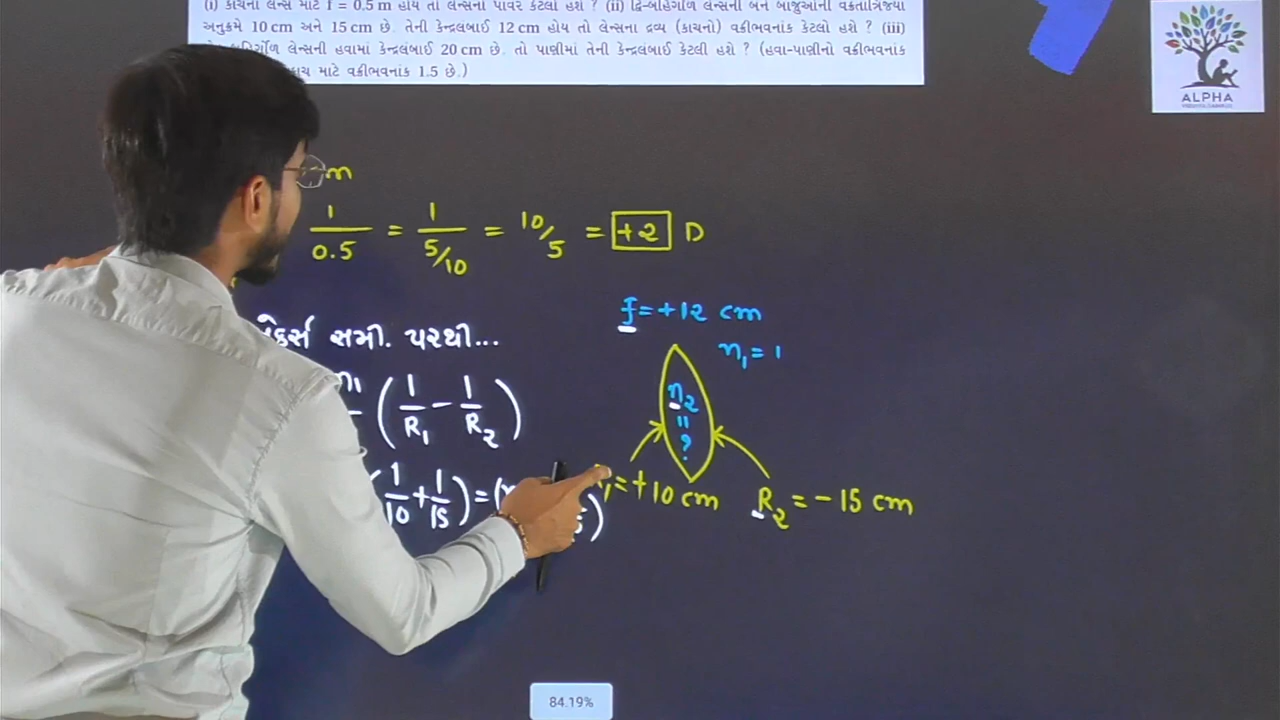 (i) કાચના લેન્સ માટે f = 0.5 m હોય તો લેન્સનો પાવર કેટલો હશે ? (ii) દ્વિ-બહિર્ગોળ લેન્સની બંને બાજુઓની વક્રતાત્રિજ્યા
અનુક્રમે 10 cm અને 15 cm છે. તેની કેન્દ્રલંબાઈ 12 cm હોય તો લેન્સના દ્રવ્ય (કાચનો) વક્રીભવનાંક કેટલો હશે ? (iii)
લેન્સની હવામાં કેન્દ્રલંબાઈ 20 cm છે. તો પાણીમાં તેની કેન્દ્રલંબાઈ કેટલી હશે ? (હવા-પાણીનો વક્રીભવનાંક
માટે વક્રીભવનાંક 1.5 છે.)
ALPHA
m
1/0.5 = 1/(5/10) = 10/5 = +2 D
f = +12 cm
સમી. પરથી...
n₁ = 1
(1/R₁ - 1/R₂)
n₂ = ?
1/10 + 1/15) = (
= +10 cm R₂ = -15 cm
84.19%